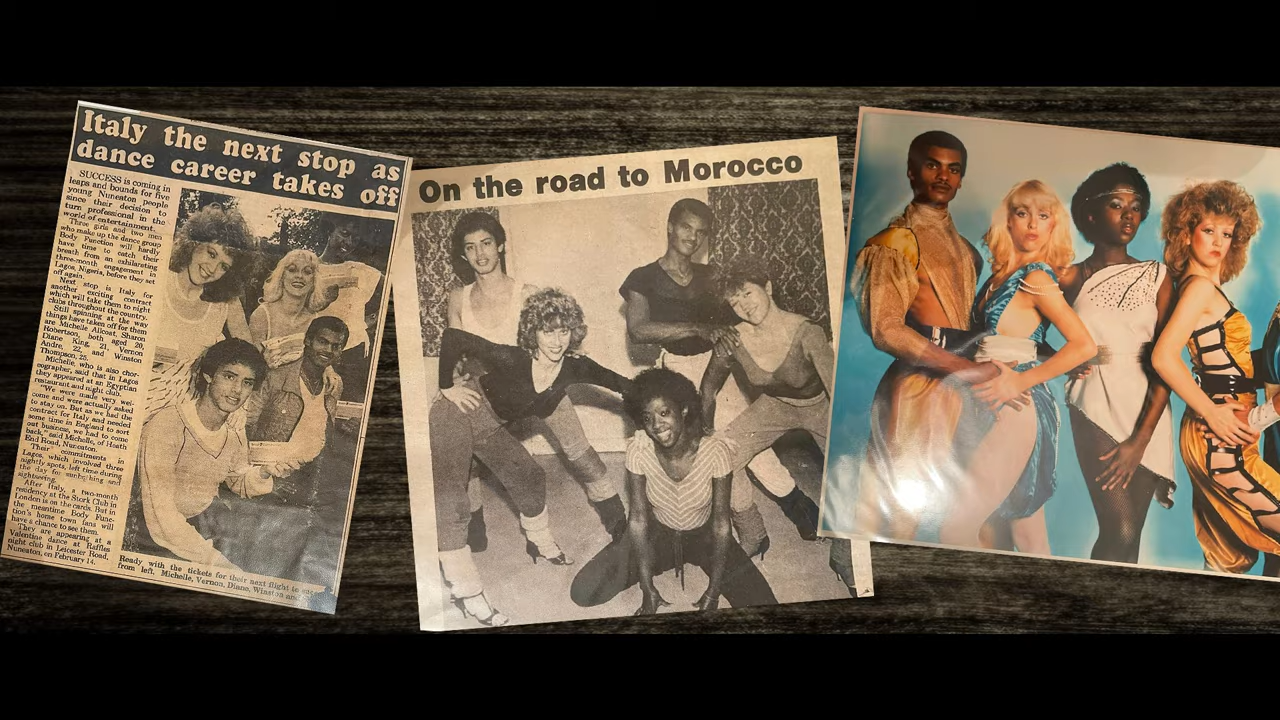 Italy the next stop as
dance career takes off
SUCCESS is coming in
leaps and bounds for five
young Nuneaton people
since their decision to
turn professional in the
world of entertainment.
Three girls and two men
who make up the dance group
Body Function will hardly
have time to catch their
breath from an exhilarating
three-month engagement in
Lagos, Nigeria, before they set
off again.
Next stop is Italy for
another exciting contract
which will take them to night
clubs throughout the country.
Still spinning at the way
things have taken off for them
are Michelle Allcoat, Sharon
Robertson, both aged 20,
Diane King, 21, Vernon
Andre, 22, and Winston
Thompson, 25.
Michelle, who is also chor-
eographer, said that in Lagos
they appeared at an Egyptian
restaurant and night club.
"We were made very wel-
come and were actually asked
to stay on. But as we had the
contract for Italy and needed
some time in England to sort
out business, we had to come
back," said Michelle, of Heath
End Road, Nuneaton.
Their commitments in
Lagos, which involved three
nightly spots, left time during
the day for sunbathing and
sightseeing.
After Italy, a two-month
residency at the Stork Club in
London is on the cards. But in
the meantime Body Func-
tion's home town fans will
have a chance to see them.
They are appearing at a
Valentine dance at Raffles
night club in Leicester Road,
Nuneaton, on February 14.
Ready with the tickets for their next flight to
from left, Michelle, Vernon, Diane, Winston and
On the road to Morocco